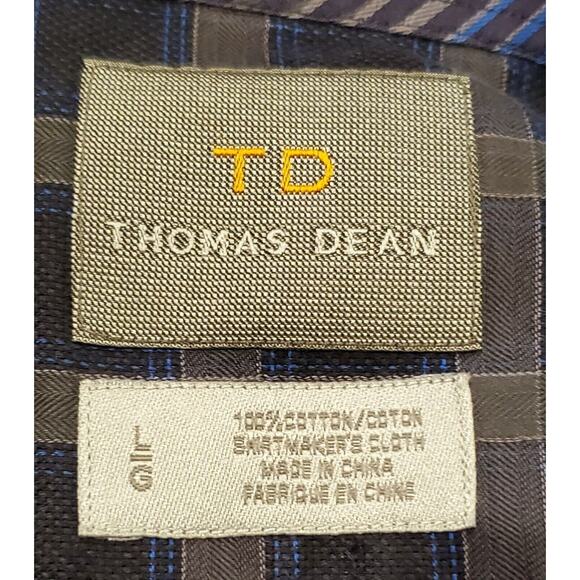 TD
THOMAS DEAN
L
G
100% COTTON/COTON
SHIRTMAKER'S CLOTH
MADE IN CHINA
FABRIQUE EN CHINE